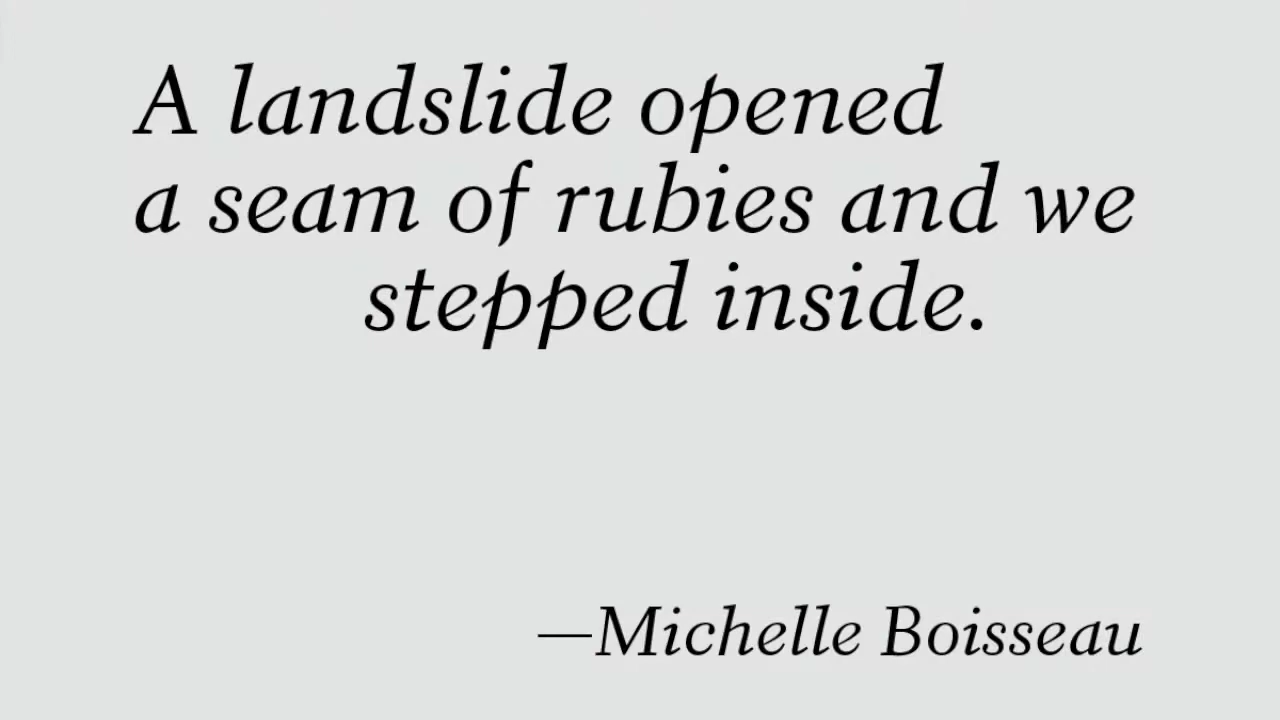 A landslide opened
a seam of rubies and we
stepped inside.
—Michelle Boisseau